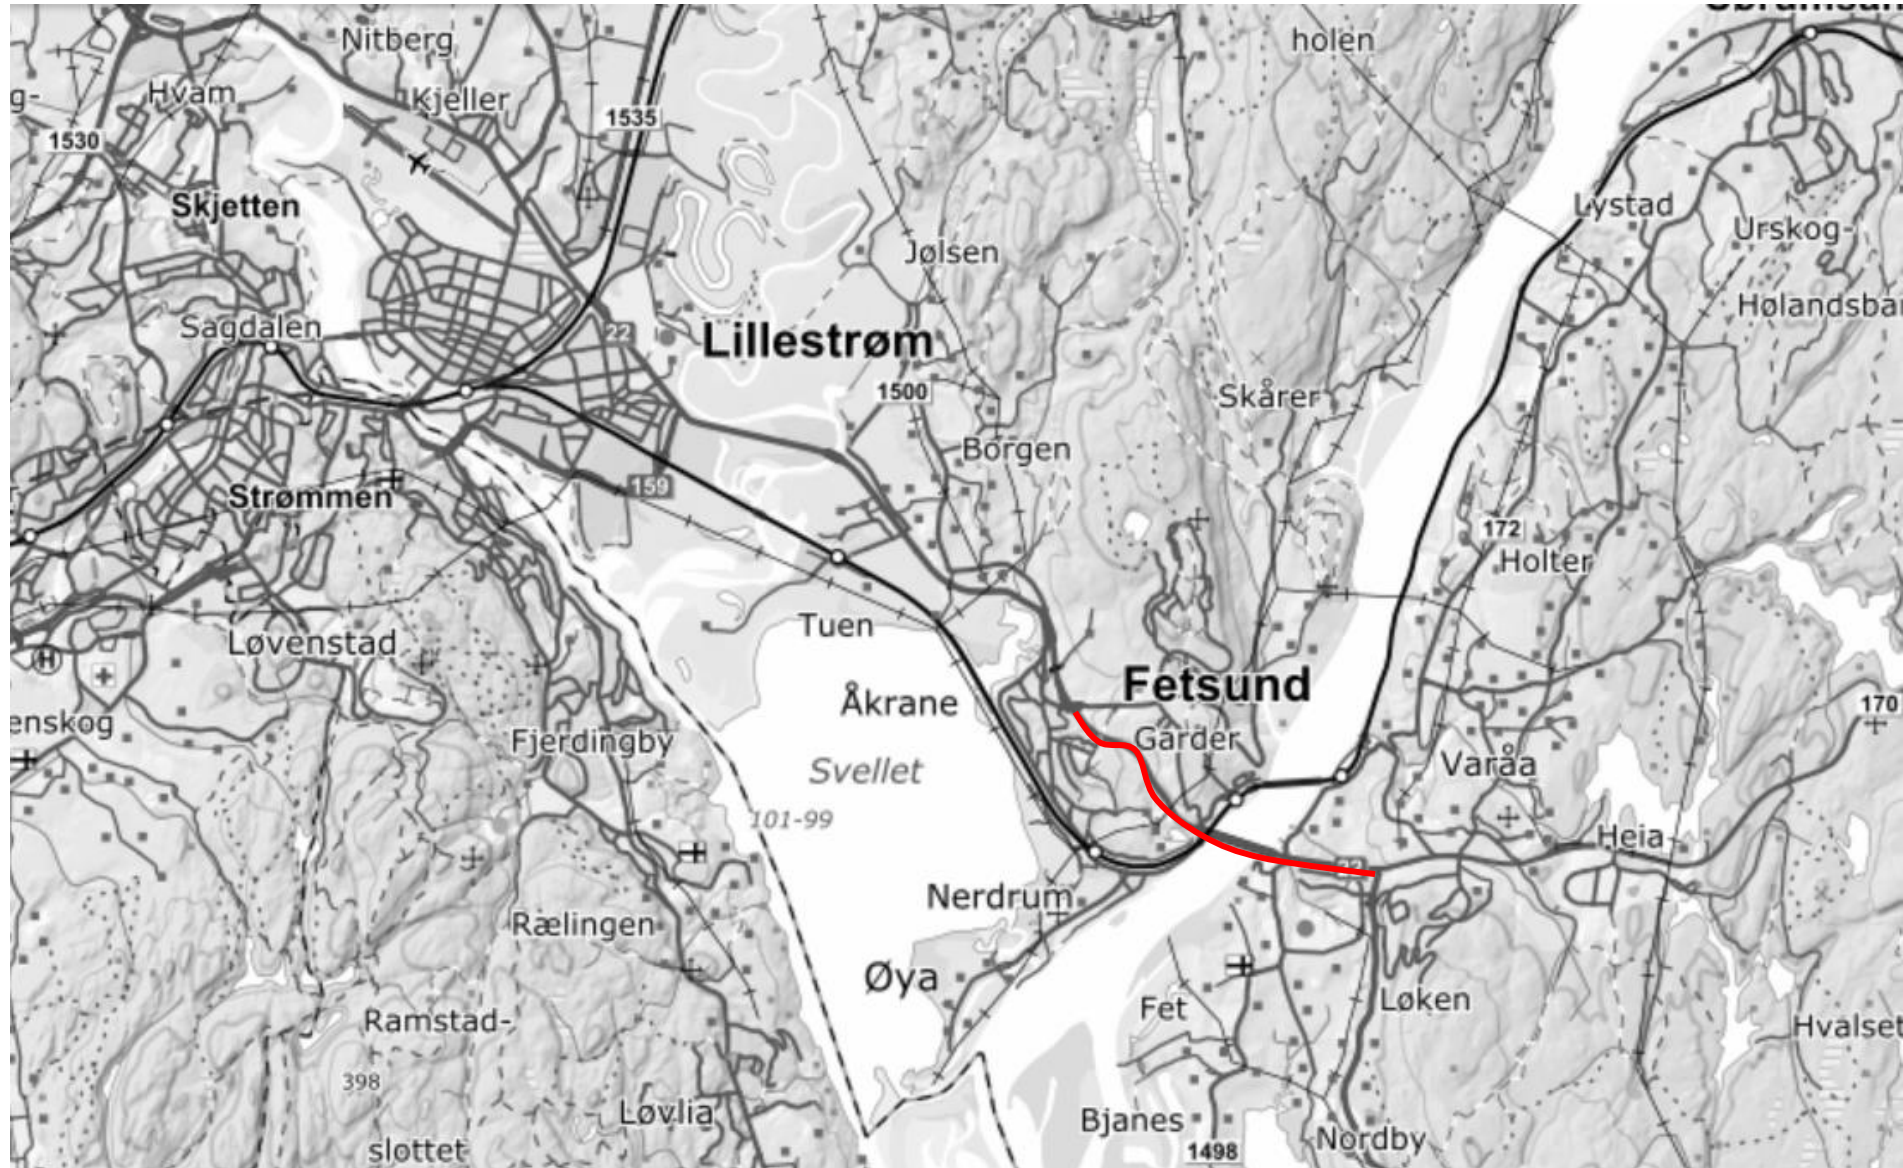 Nitberg
holen
Hvam
Kjeller
g-
1530
1535
Skjetten
Lystad
Urskog-
Jølsen
Hølandsba
Sagdalen
22
Lillestrøm
1500
Skårer
Borgen
159
Strømmen
172
Holter
Tuen
Løvenstad
H
Fetsund
Åkrane
170
enskog
Fjerdingby
Garder
Varåa
Svellet
101-99
Heia
22
Nerdrum
Rælingen
Øya
Løken
Fet
Ramstad-
Hvalset
398
Løvlia
Bjanes
Nordby
slottet
1498